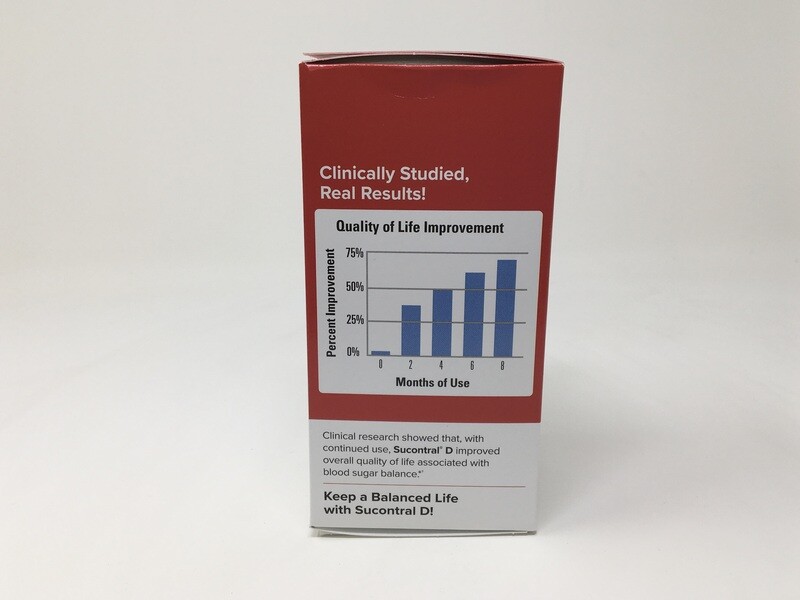 Clinically Studied,
Real Results!
Quality of Life Improvement
Percent Improvement
75%
50%
25%
0%
0 2 4 6 8
Months of Use
Clinical research showed that, with
continued use, Sucontral® D improved
overall quality of life associated with
blood sugar balance.*
Keep a Balanced Life
with Sucontral D!